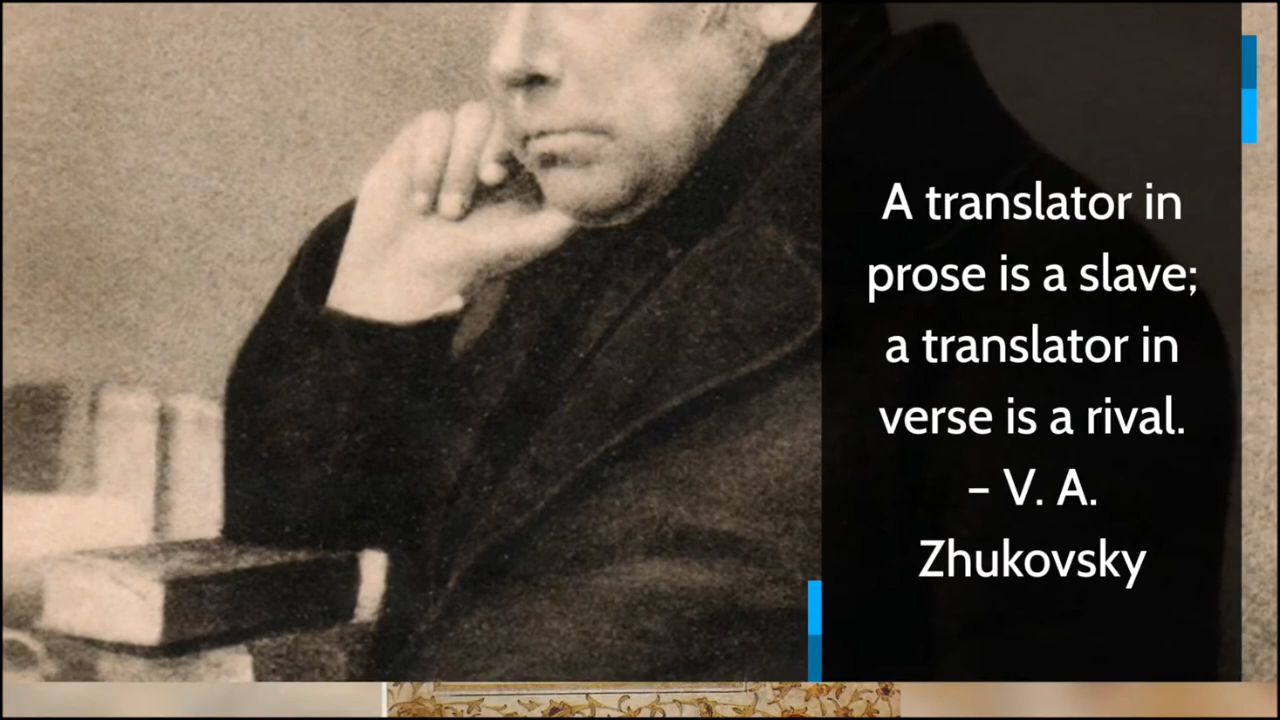 A translator in
prose is a slave;
a translator in
verse is a rival.
– V. A.
Zhukovsky